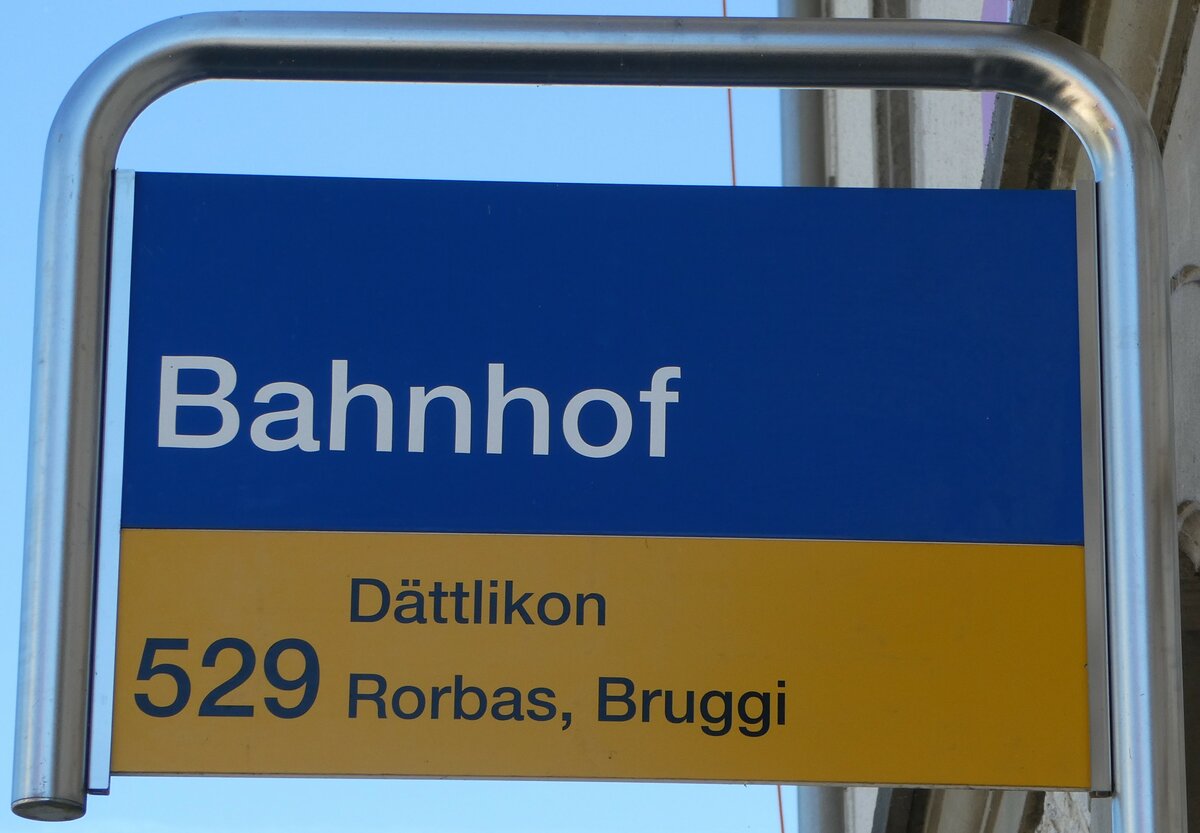 Bahnhof
Dättlikon
529 Rorbas, Bruggi